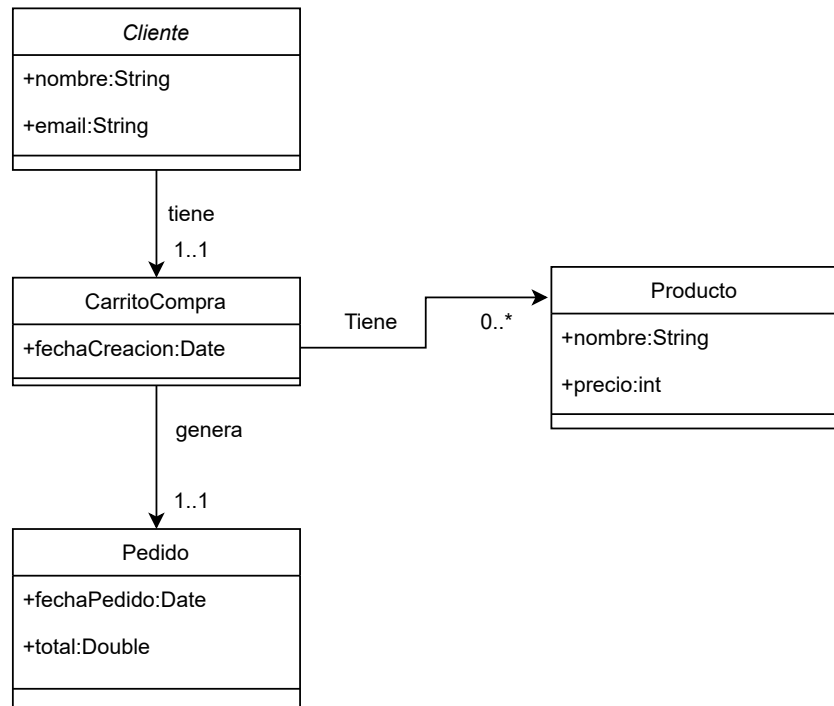 Cliente
+nombre:String
+email:String
tiene
1..1
CarritoCompra
+fechaCreacion:Date
Tiene
0..*
Producto
+nombre:String
+precio:int
genera
1..1
Pedido
+fechaPedido:Date
+total:Double